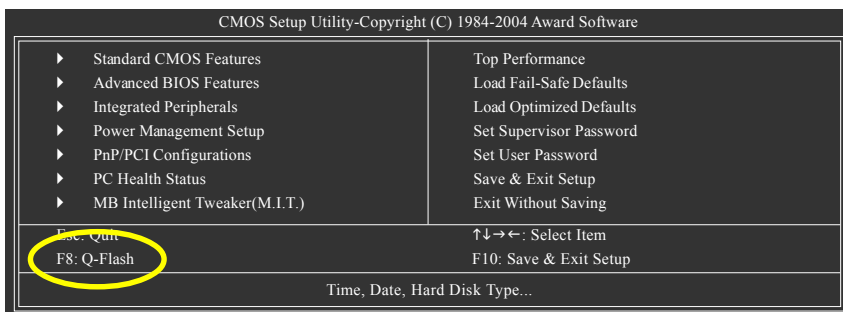 CMOS Setup Utility-Copyright (C) 1984-2004 Award Software
Standard CMOS Features
Advanced BIOS Features
Integrated Peripherals
Power Management Setup
PnP/PCI Configurations
PC Health Status
MB Intelligent Tweaker(M.I.T.)
Top Performance
Load Fail-Safe Defaults
Load Optimized Defaults
Set Supervisor Password
Set User Password
Save & Exit Setup
Exit Without Saving
Esc: Quit
F8: Q-Flash
↑↓→←: Select Item
F10: Save & Exit Setup
Time, Date, Hard Disk Type...